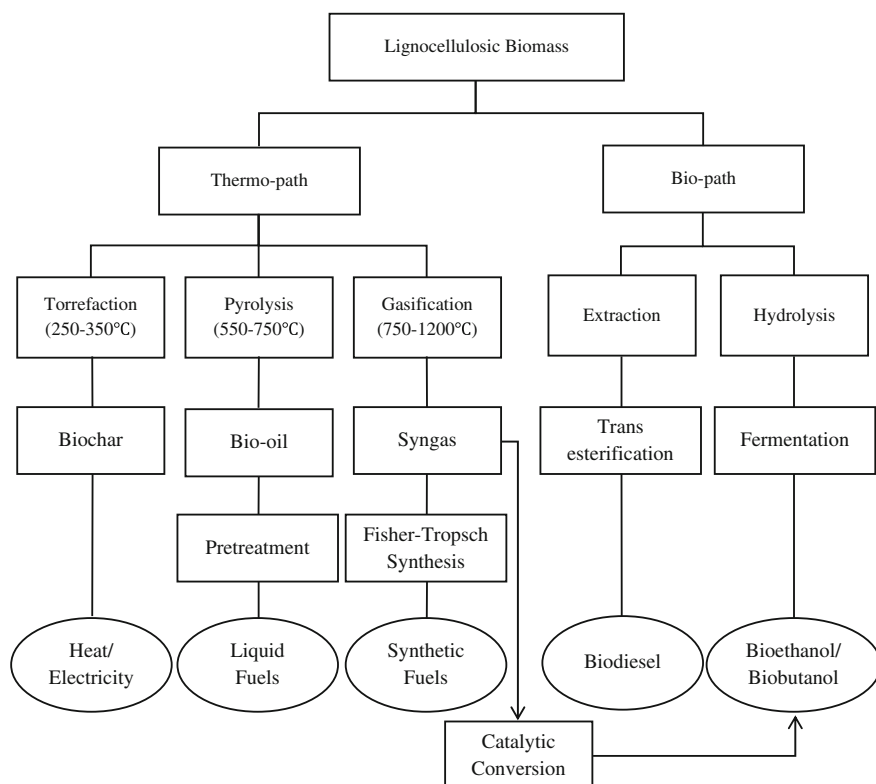 Lignocellulosic Biomass
Thermo-path
Bio-path
Torrefaction
(250-350℃)
Pyrolysis
(550-750℃)
Gasification
(750-1200℃)
Extraction
Hydrolysis
Biochar
Bio-oil
Syngas
Trans
esterification
Fermentation
Pretreatment
Fisher-Tropsch
Synthesis
Heat/
Electricity
Liquid
Fuels
Synthetic
Fuels
Biodiesel
Bioethanol/
Biobutanol
Catalytic
Conversion